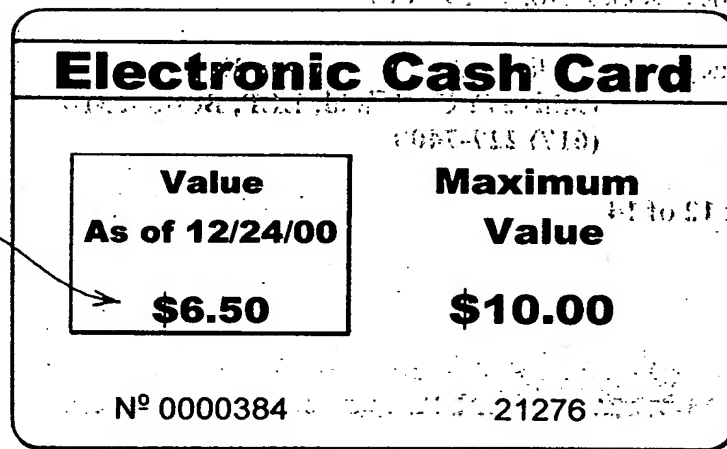 Electronic Cash Card
Value
As of 12/24/00
$6.50
Maximum
Value
$10.00
Nº 0000384
21276